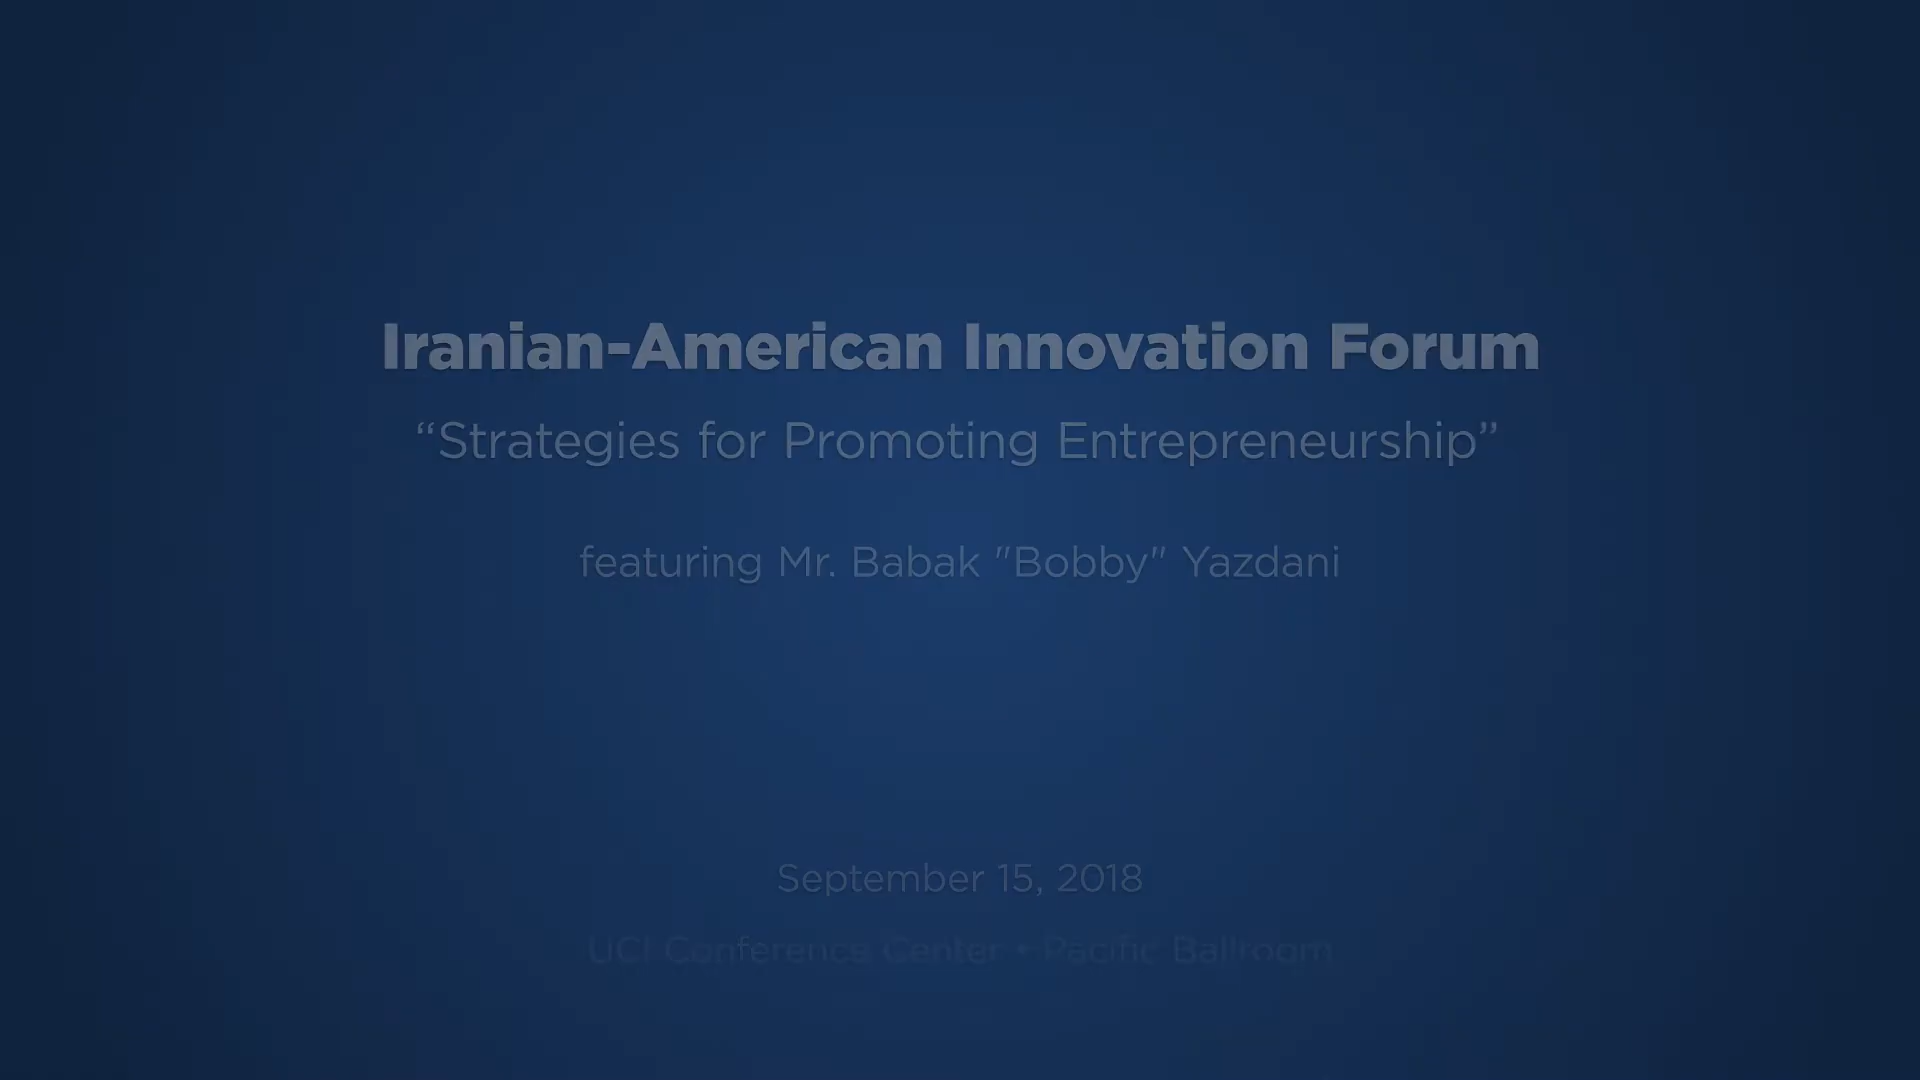 Iranian-American Innovation Forum
“Strategies for Promoting Entrepreneurship”
featuring Mr. Babak "Bobby" Yazdani
September 15, 2018
UCI Conference Center • Pacific Ballroom